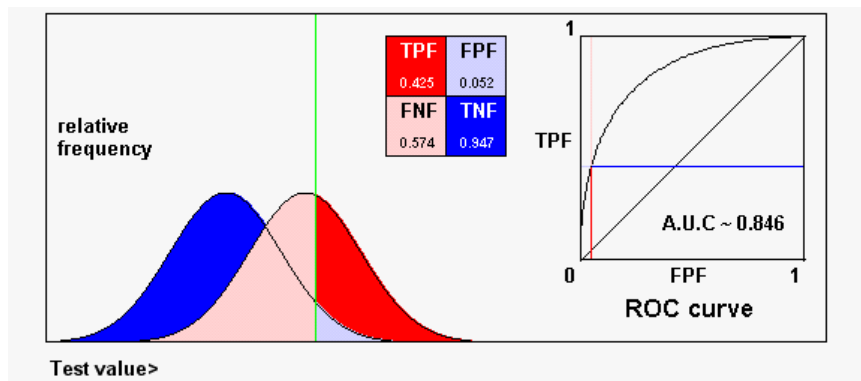 TPF FPF
0.425 0.052
FNF TNF
0.574 0.947
relative
frequency
Test value>
1
TPF
A.U.C ~ 0.846
0 FPF 1
ROC curve